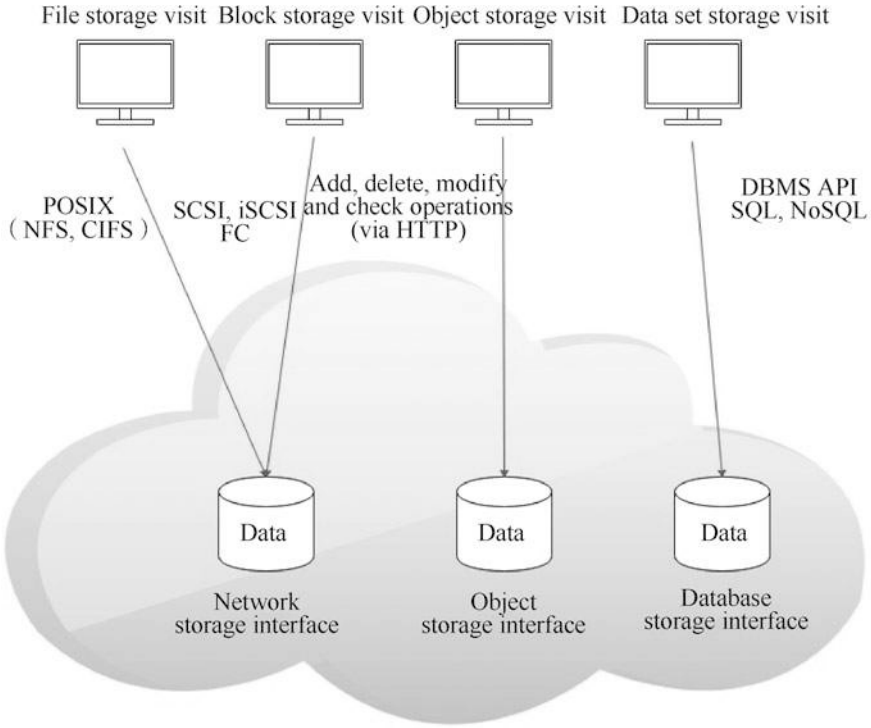 File storage visit
Block storage visit
Object storage visit
Data set storage visit
POSIX
( NFS, CIFS )
SCSI, iSCSI
FC
Add, delete, modify
and check operations
(via HTTP)
DBMS API
SQL, NoSQL
Data
Data
Data
Network
storage interface
Object
storage interface
Database
storage interface